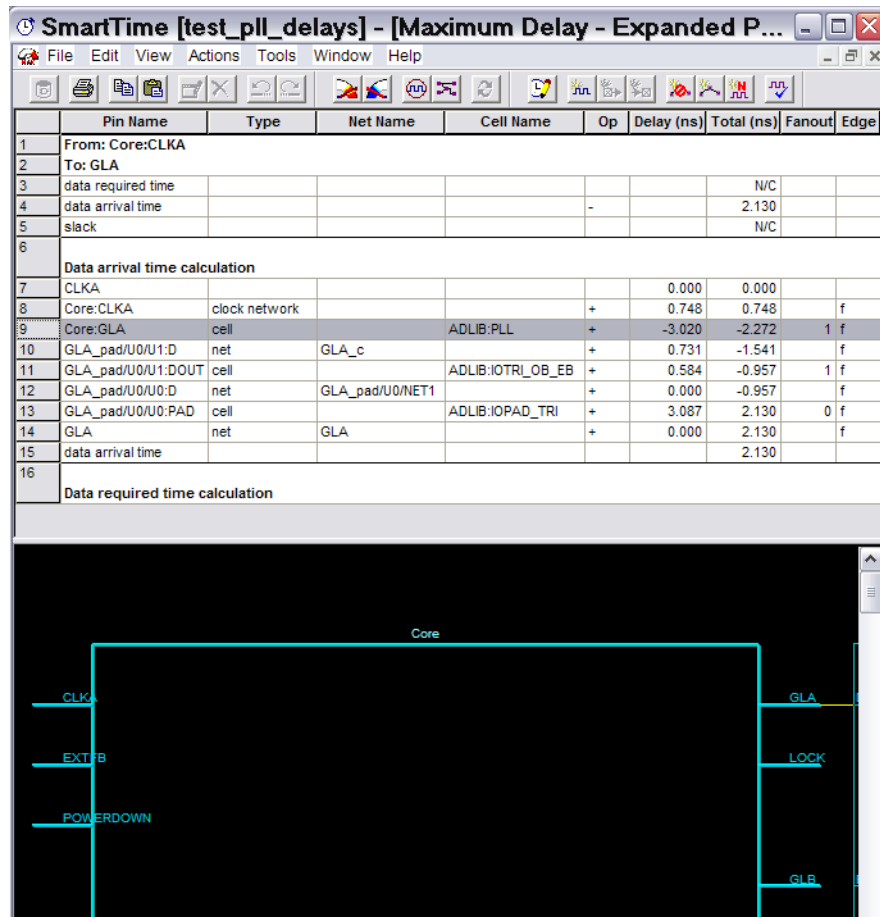 SmartTime [test_pll_delays] - [Maximum Delay - Expanded P...
File Edit View Actions Tools Window Help
Pin Name Type Net Name Cell Name Op Delay (ns) Total (ns) Fanout Edge
1 From: Core:CLKA
2 To: GLA
3 data required time N/C
4 data arrival time - 2.130
5 slack N/C
6
Data arrival time calculation
7 CLKA 0.000 0.000
8 Core:CLKA clock network + 0.748 0.748 f
9 Core:GLA cell ADLIB:PLL + -3.020 -2.272 1 f
10 GLA_pad/U0/U1:D net GLA_c + 0.731 -1.541 f
11 GLA_pad/U0/U1:DOUT cell ADLIB:IOTRI_OB_EB + 0.584 -0.957 1 f
12 GLA_pad/U0/U0:D net GLA_pad/U0/NET1 + 0.000 -0.957 f
13 GLA_pad/U0/U0:PAD cell ADLIB:IOPAD_TRI + 3.087 2.130 0 f
14 GLA net GLA + 0.000 2.130 f
15 data arrival time 2.130
16
Data required time calculation
Core
CLKA GLA
EXTFB LOCK
POWERDOWN
GLB